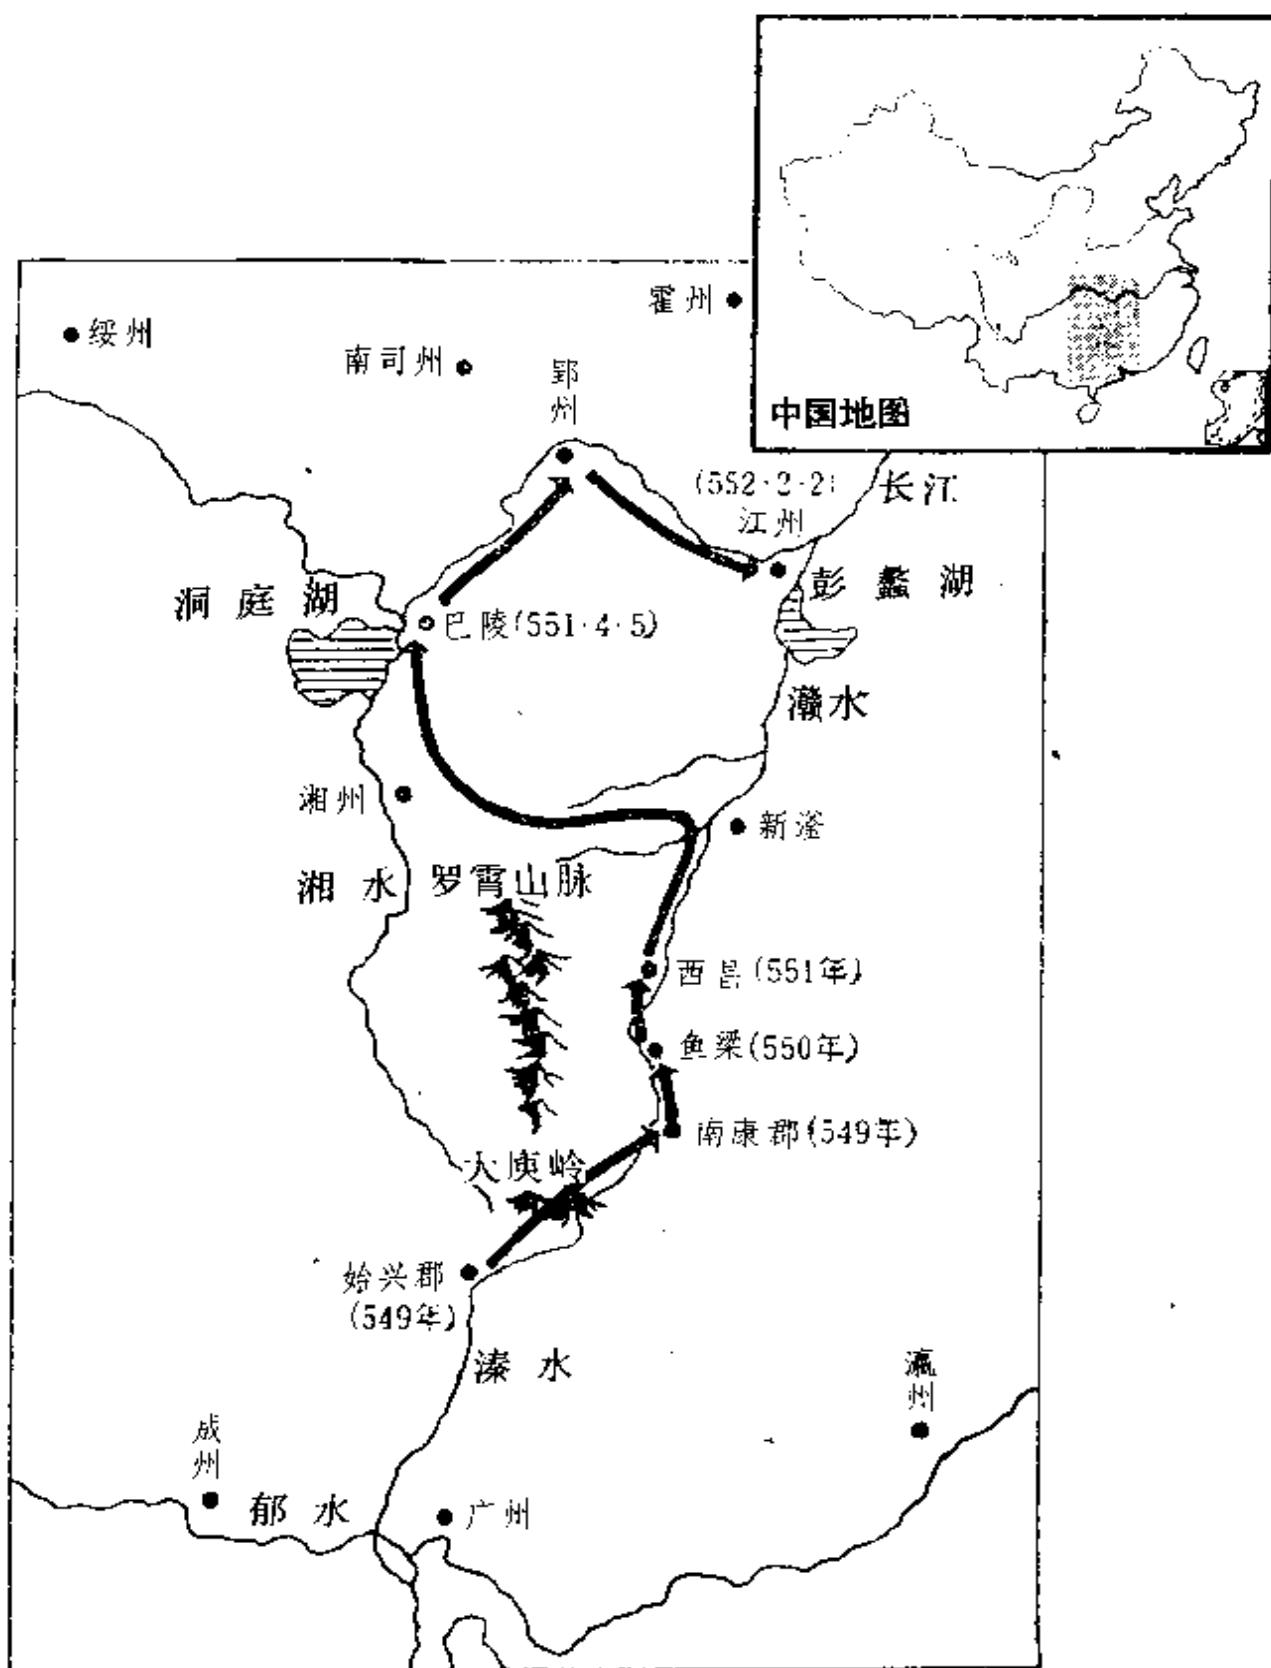 中国地图
霍州
绥州
南司州
郢
州
(552·2·2)
江州
长江
洞庭湖
彭蠡湖
巴陵(551·4·5)
灨水
湘州
新淦
湘水
罗霄山脉
西昌(551年)
鱼梁(550年)
南康郡(549年)
大庾岭
始兴郡
(549年)
溱水
瀛
州
成
州
郁水
广州